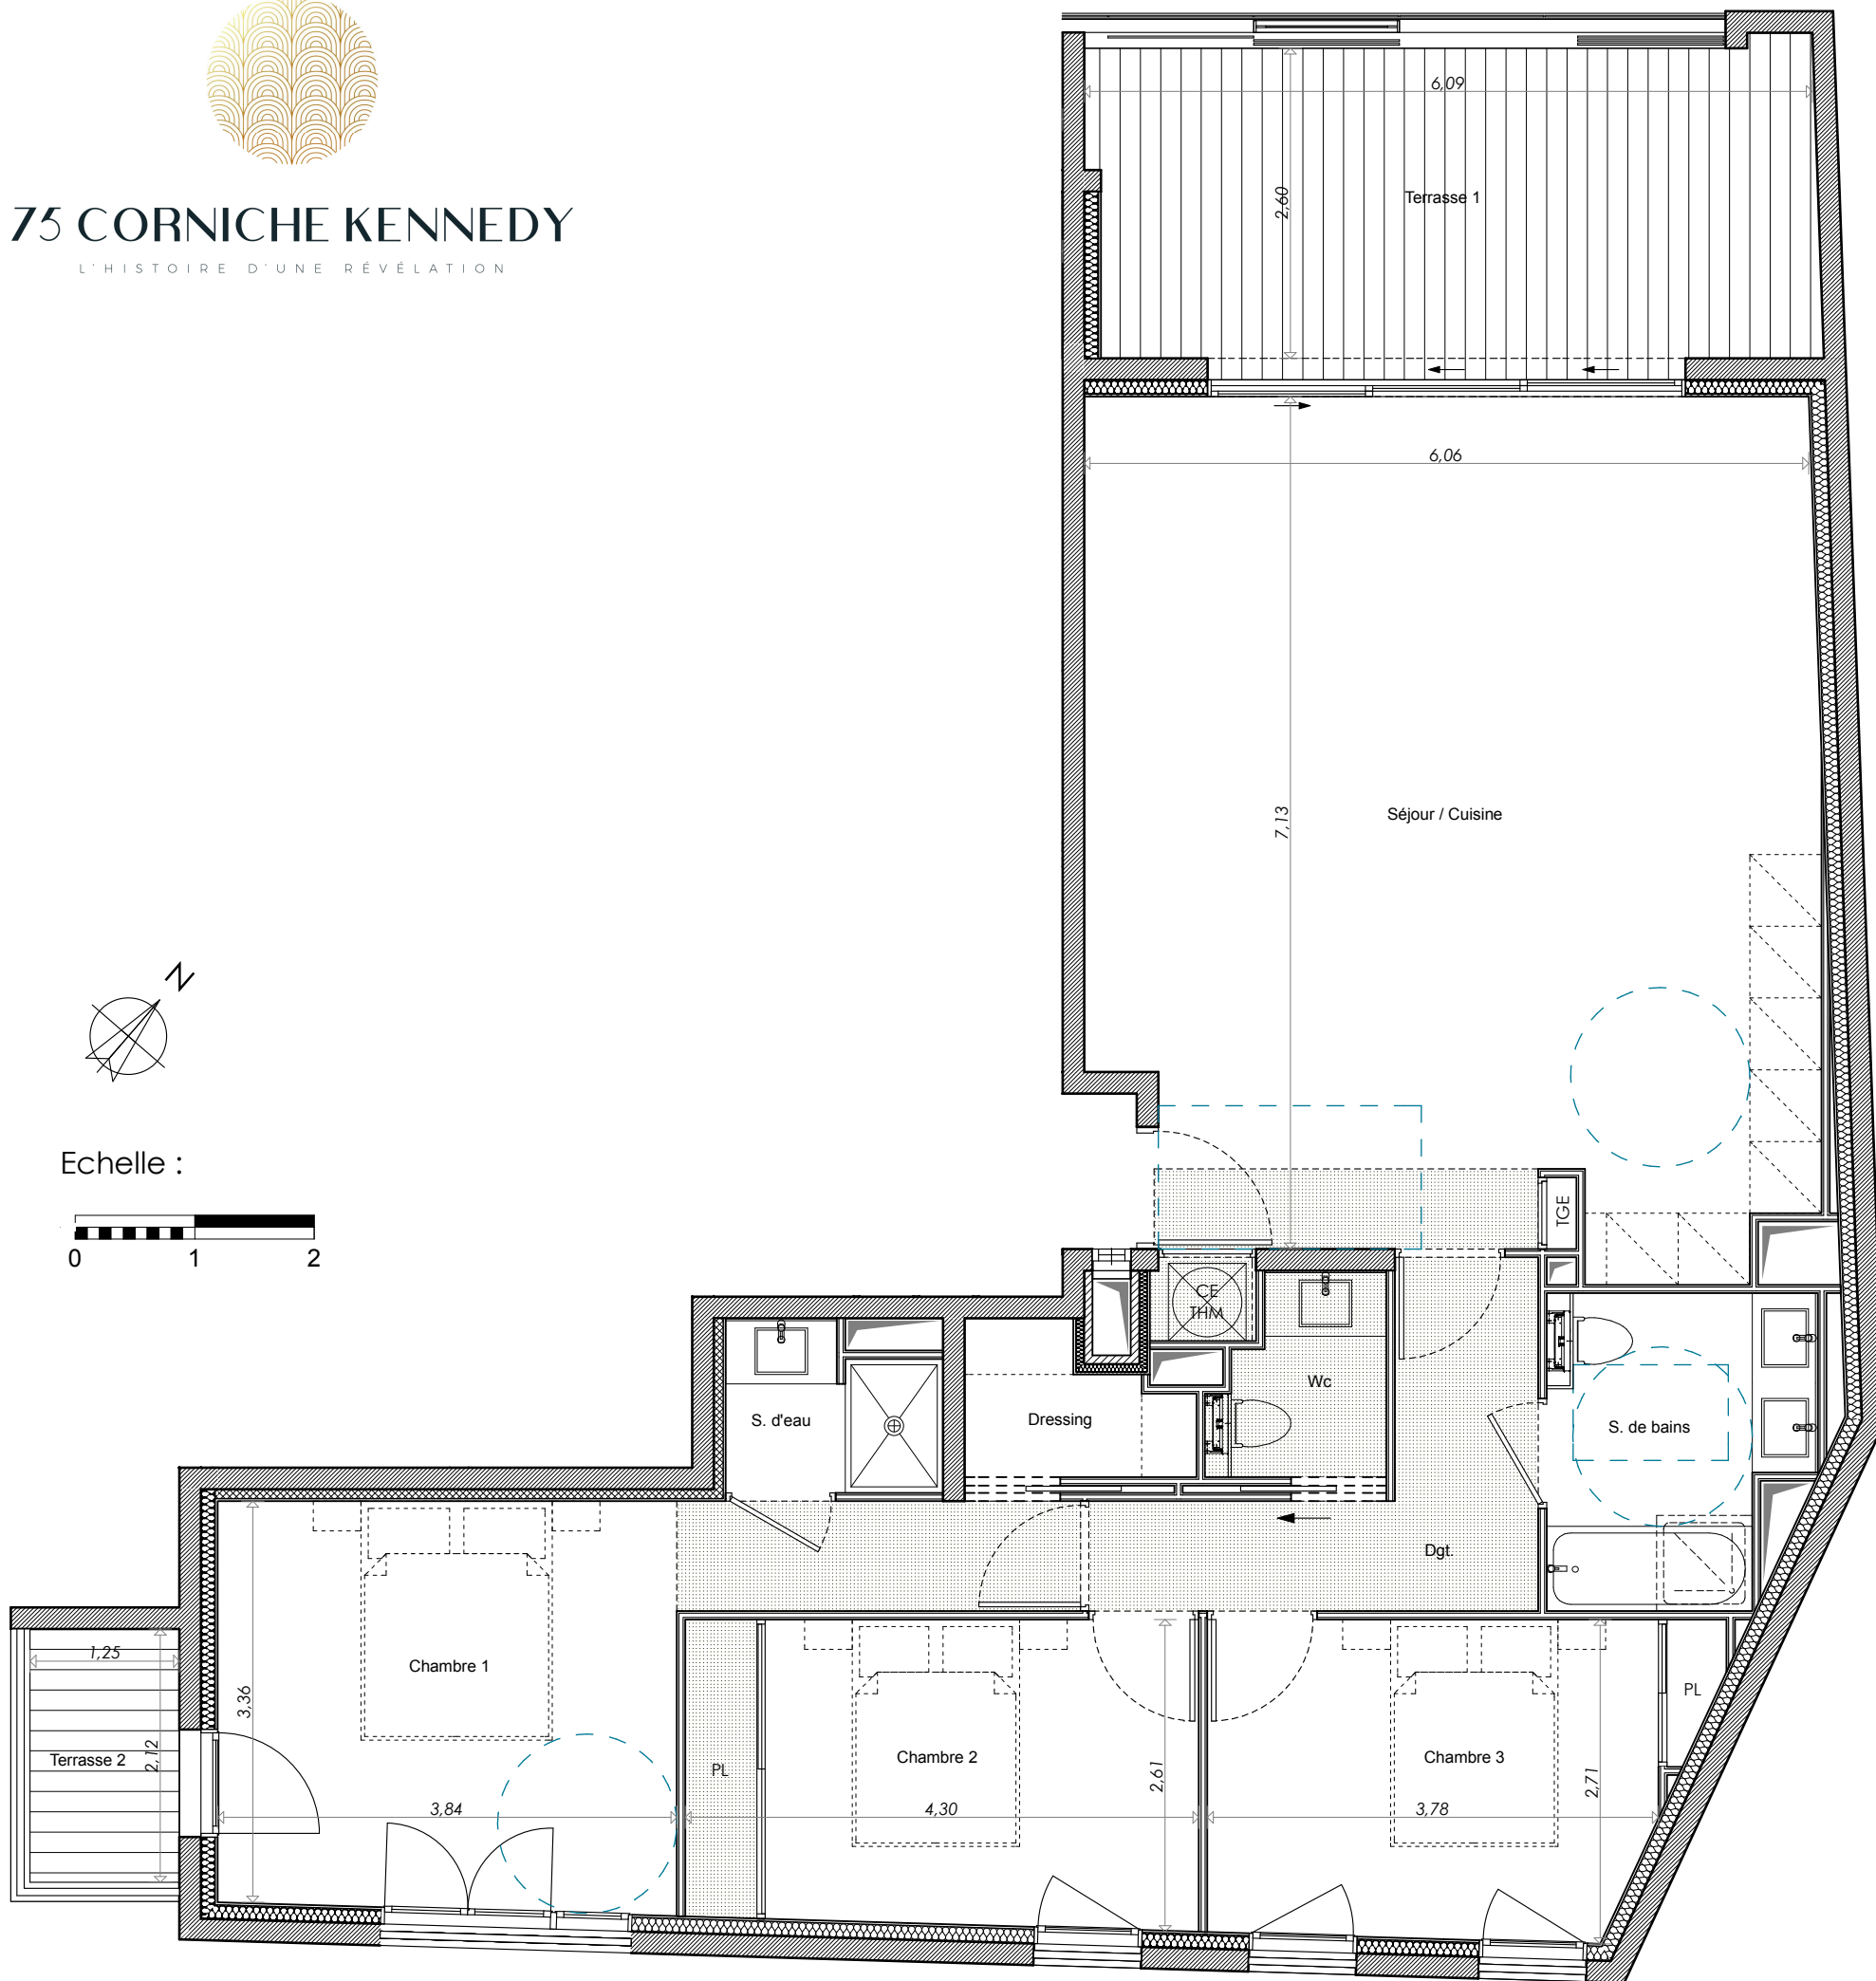 75 CORNICHE KENNEDY
L'HISTOIRE D'UNE RÉVÉLATION
6,09
2,60
Terrasse 1
6,06
7,13
Séjour / Cuisine
N
Echelle :
0 1 2
TGE
CE
THM
Wc
S. d'eau
Dressing
S. de bains
Dgt.
1,25
Chambre 1
3,36
Terrasse 2
2,12
3,84
PL
Chambre 2
2,61
4,30
Chambre 3
2,71
3,78
PL